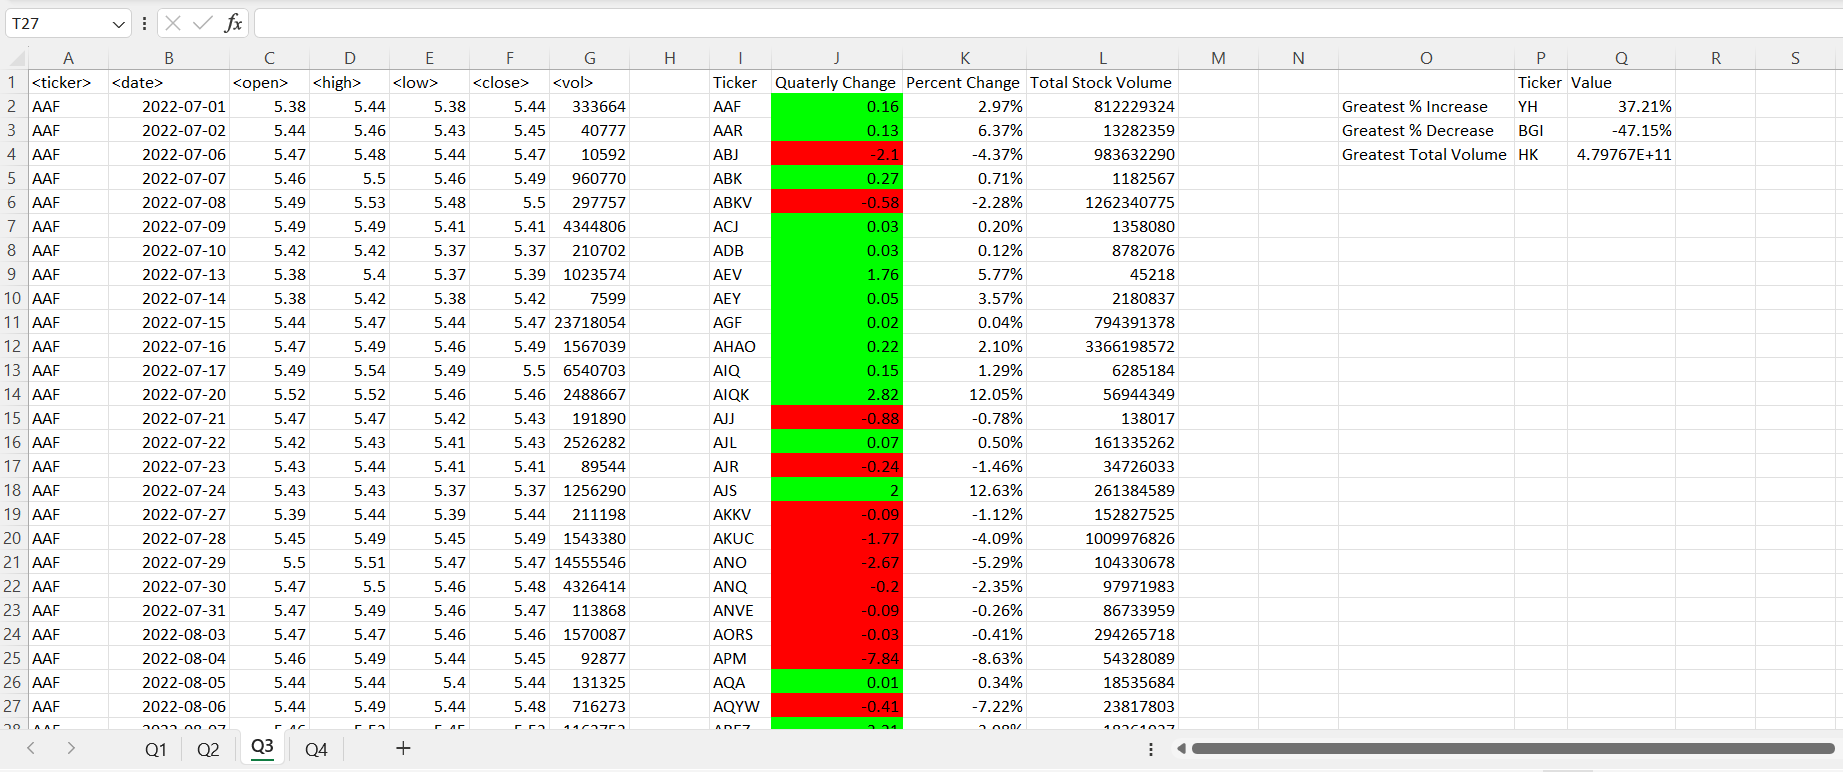 T27 fx
A B C D E F G H I J K L M N O P Q R S
1 <ticker> <date> <open> <high> <low> <close> <vol> Ticker Quaterly Change Percent Change Total Stock Volume Ticker Value
2 AAF 2022-07-01 5.38 5.44 5.38 5.44 333664 AAF 0.16 2.97% 812229324 Greatest % Increase YH 37.21%
3 AAF 2022-07-02 5.44 5.46 5.43 5.45 40777 AAR 0.13 6.37% 13282359 Greatest % Decrease BGI -47.15%
4 AAF 2022-07-06 5.47 5.48 5.44 5.47 10592 ABJ -2.1 -4.37% 983632290 Greatest Total Volume HK 4.79767E+11
5 AAF 2022-07-07 5.46 5.5 5.46 5.49 960770 ABK 0.27 0.71% 1182567
6 AAF 2022-07-08 5.49 5.53 5.48 5.5 297757 ABKV -0.58 -2.28% 1262340775
7 AAF 2022-07-09 5.49 5.49 5.41 5.41 4344806 ACJ 0.03 0.20% 1358080
8 AAF 2022-07-10 5.42 5.42 5.37 5.37 210702 ADB 0.03 0.12% 8782076
9 AAF 2022-07-13 5.38 5.4 5.37 5.39 1023574 AEV 1.76 5.77% 45218
10 AAF 2022-07-14 5.38 5.42 5.38 5.42 7599 AEY 0.05 3.57% 2180837
11 AAF 2022-07-15 5.44 5.47 5.44 5.47 23718054 AGF 0.02 0.04% 794391378
12 AAF 2022-07-16 5.47 5.49 5.46 5.49 1567039 AHAO 0.22 2.10% 3366198572
13 AAF 2022-07-17 5.49 5.54 5.49 5.5 6540703 AIQ 0.15 1.29% 6285184
14 AAF 2022-07-20 5.52 5.52 5.46 5.46 2488667 AIQK 2.82 12.05% 56944349
15 AAF 2022-07-21 5.47 5.47 5.42 5.43 191890 AJJ -0.88 -0.78% 138017
16 AAF 2022-07-22 5.42 5.43 5.41 5.43 2526282 AJL 0.07 0.50% 161335262
17 AAF 2022-07-23 5.43 5.44 5.41 5.41 89544 AJR -0.24 -1.46% 34726033
18 AAF 2022-07-24 5.43 5.43 5.37 5.37 1256290 AJS 2 12.63% 261384589
19 AAF 2022-07-27 5.39 5.44 5.39 5.44 211198 AKKV -0.09 -1.12% 152827525
20 AAF 2022-07-28 5.45 5.49 5.45 5.49 1543380 AKUC -1.77 -4.09% 1009976826
21 AAF 2022-07-29 5.5 5.51 5.47 5.47 14555546 ANO -2.67 -5.29% 104330678
22 AAF 2022-07-30 5.47 5.5 5.46 5.48 4326414 ANQ -0.2 -2.35% 97971983
23 AAF 2022-07-31 5.47 5.49 5.46 5.47 113868 ANVE -0.09 -0.26% 86733959
24 AAF 2022-08-03 5.47 5.47 5.46 5.46 1570087 AORS -0.03 -0.41% 294265718
25 AAF 2022-08-04 5.46 5.49 5.44 5.45 92877 APM -7.84 -8.63% 54328089
26 AAF 2022-08-05 5.44 5.44 5.4 5.44 131325 AQA 0.01 0.34% 18535684
27 AAF 2022-08-06 5.44 5.49 5.44 5.48 716273 AQYW -0.41 -7.22% 23817803
Q1 Q2 Q3 Q4